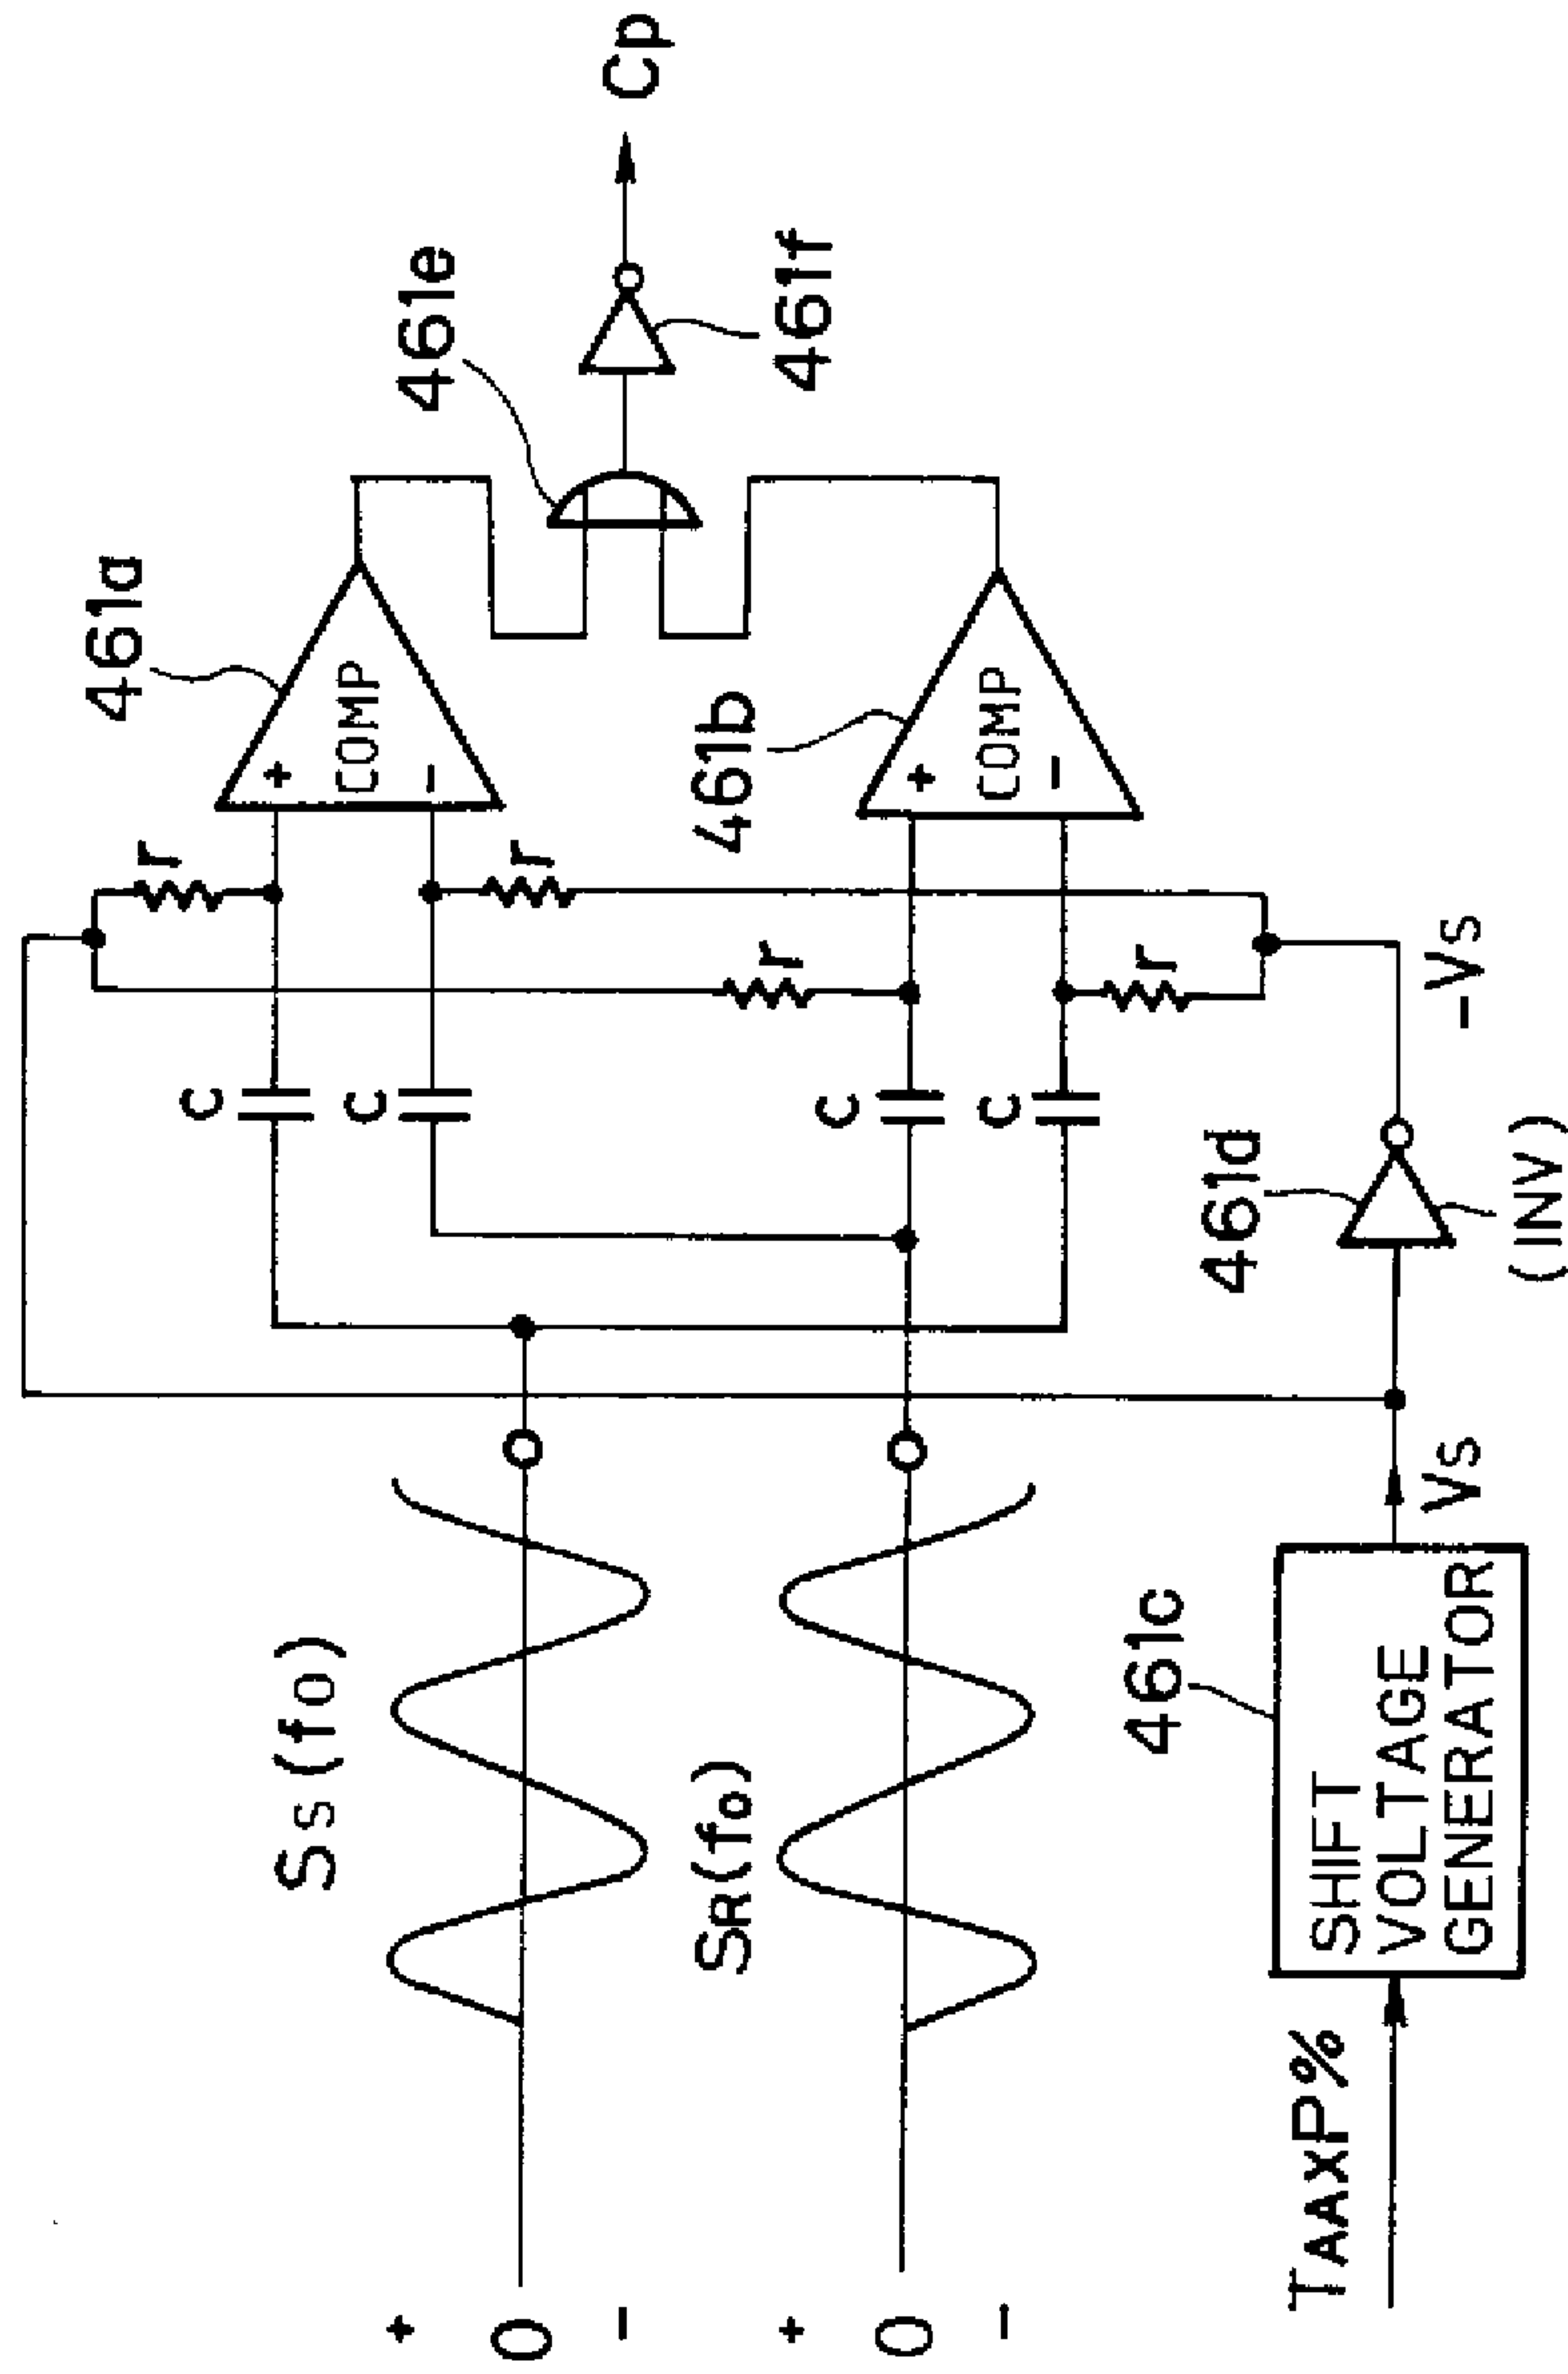 461a
461e
Cp
461f
+
COMP
−
r
r
C
C
Ss(fo)
+
0
−
461b
+
COMP
−
r
r
C
C
SR(fo)
+
0
−
461c
461d
−Vs
TAAXP%
SHIFT
VOLTAGE
GENERATOR
Vs
(INV)